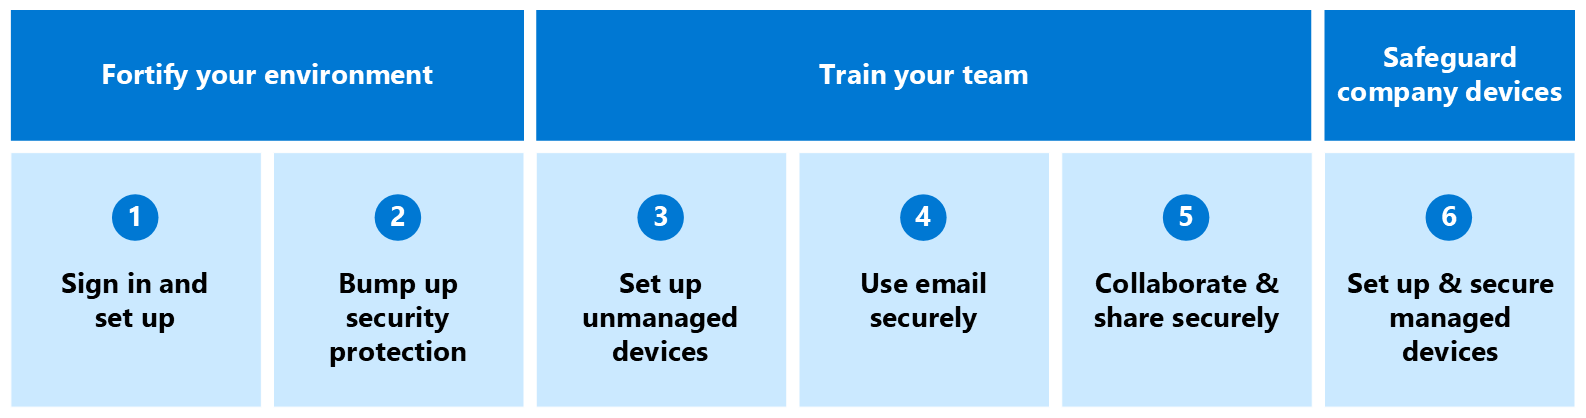 Fortify your environment
Train your team
Safeguard
company devices
1
Sign in and
set up
2
Bump up
security
protection
3
Set up
unmanaged
devices
4
Use email
securely
5
Collaborate &
share securely
6
Set up & secure
managed
devices